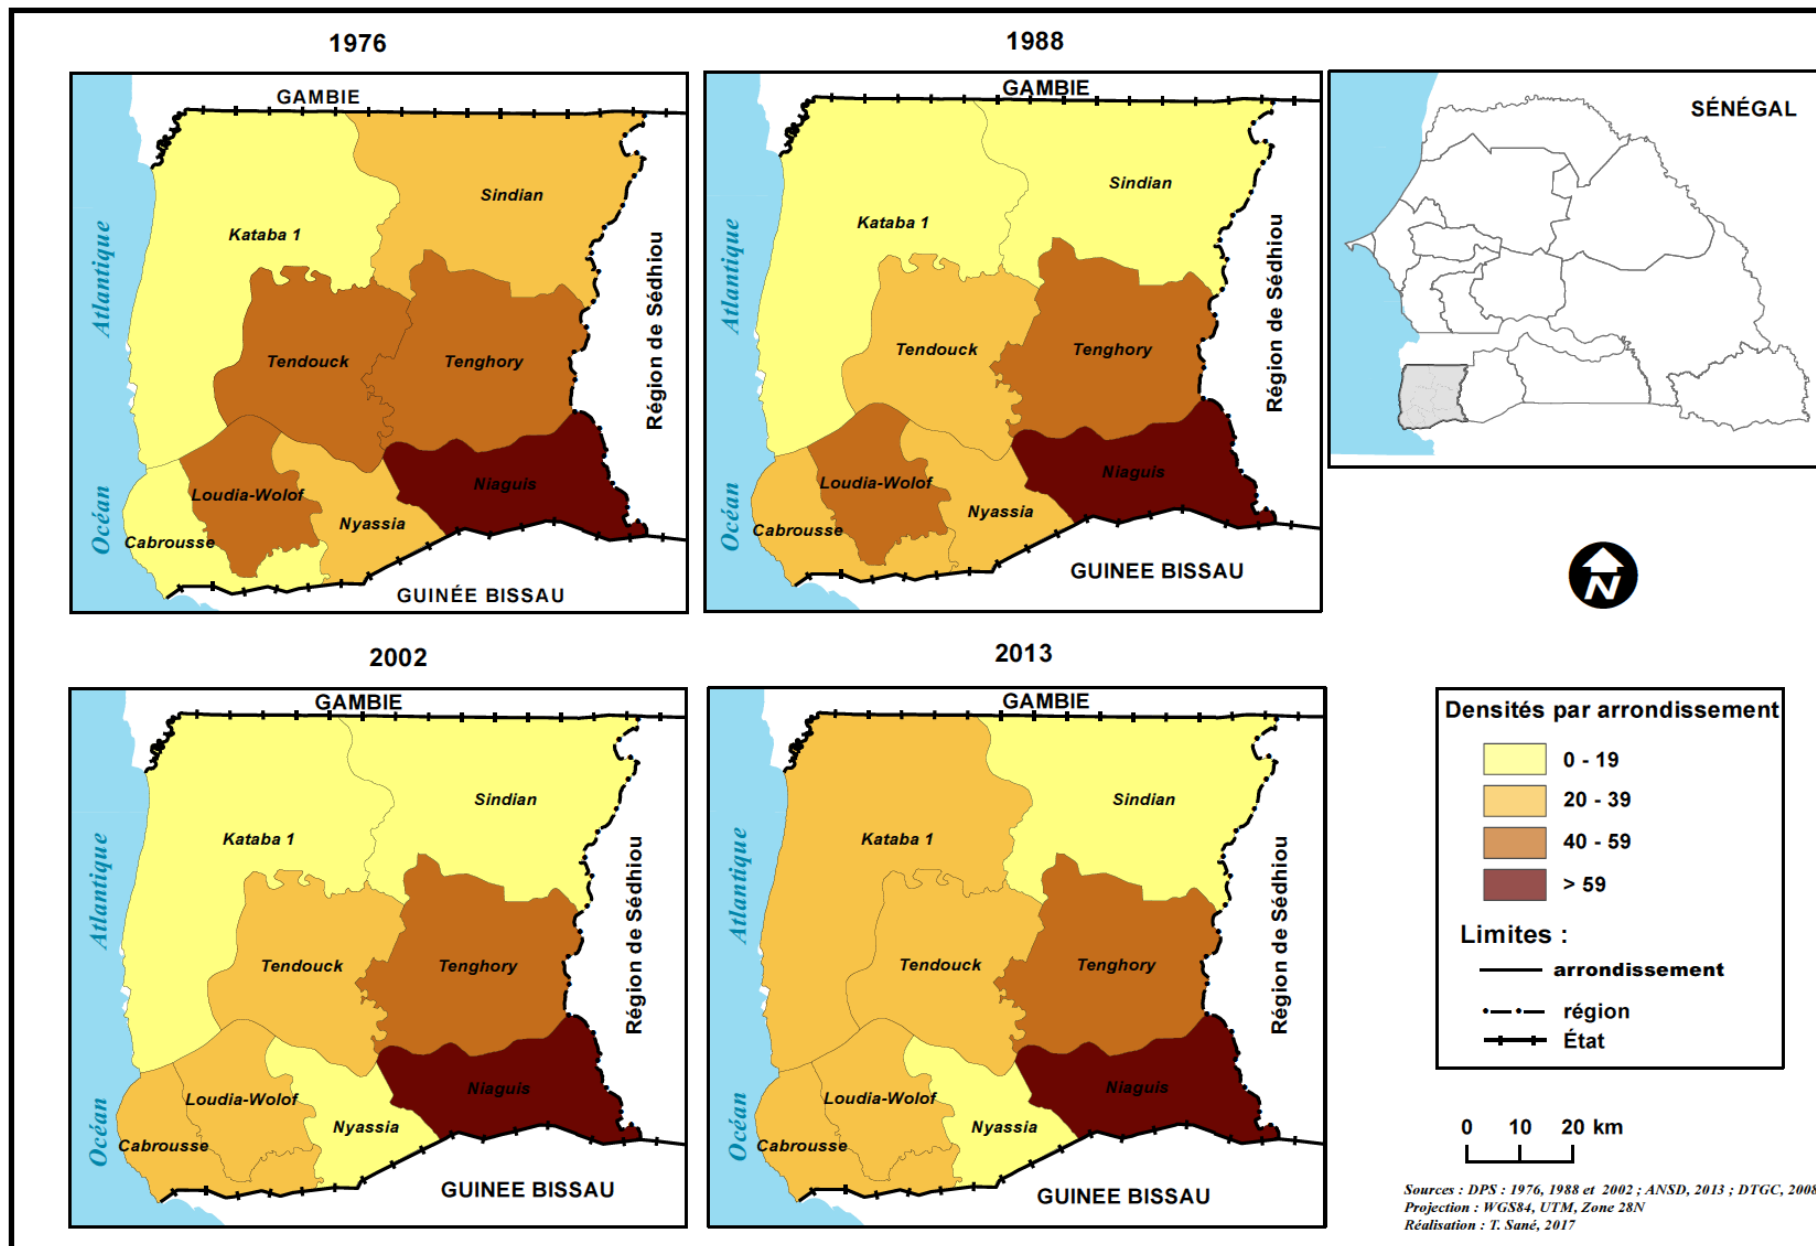 1976
GAMBIE
Sindian
Kataba 1
Tendouck
Tenghory
Loudia-Wolof
Niaguis
Nyassia
Cabrousse
GUINÉE BISSAU
Océan
Atlantique
Région de Sédhiou
1988
GAMBIE
Sindian
Kataba 1
Tendouck
Tenghory
Loudia-Wolof
Niaguis
Nyassia
Cabrousse
GUINEE BISSAU
Océan
Atlantique
Région de Sédhiou
SÉNÉGAL
N
2002
GAMBIE
Sindian
Kataba 1
Tendouck
Tenghory
Loudia-Wolof
Niaguis
Nyassia
Cabrousse
GUINEE BISSAU
Océan
Atlantique
Région de Sédhiou
2013
GAMBIE
Sindian
Kataba 1
Tendouck
Tenghory
Loudia-Wolof
Niaguis
Nyassia
Cabrousse
GUINEE BISSAU
Océan
Atlantique
Région de Sédhiou
Densités par arrondissement
0 - 19
20 - 39
40 - 59
> 59
Limites :
arrondissement
région
État
0 10 20 km
Sources : DPS : 1976, 1988 et 2002 ; ANSD, 2013 ; DTGC, 2008
Projection : WGS84, UTM, Zone 28N
Réalisation : T. Sané, 2017